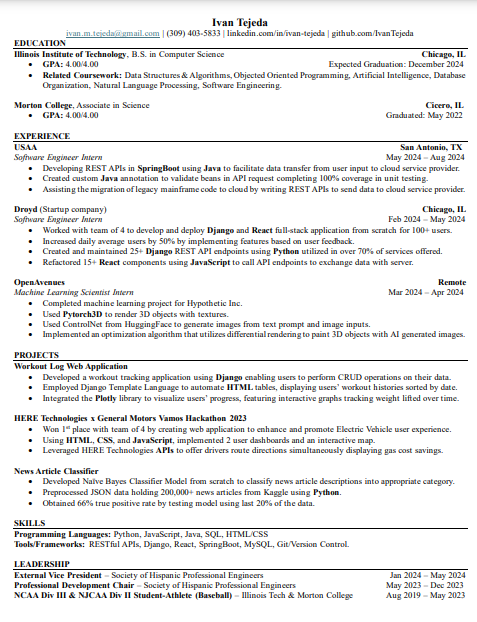 Ivan Tejeda
ivan.m.tejeda@gmail.com | (309) 403-5833 | linkedin.com/in/ivan-tejeda | github.com/IvanTejeda
EDUCATION
Illinois Institute of Technology, B.S. in Computer Science Chicago, IL
• GPA: 4.00/4.00 Expected Graduation: December 2024
• Related Coursework: Data Structures & Algorithms, Objected Oriented Programming, Artificial Intelligence, Database
Organization, Natural Language Processing, Software Engineering.
Morton College, Associate in Science Cicero, IL
• GPA: 4.00/4.00 Graduated: May 2022
EXPERIENCE
USAA San Antonio, TX
Software Engineer Intern May 2024 – Aug 2024
• Developing REST APIs in SpringBoot using Java to facilitate data transfer from user input to cloud service provider.
• Created custom Java annotation to validate beans in API request completing 100% coverage in unit testing.
• Assisting the migration of legacy mainframe code to cloud by writing REST APIs to send data to cloud service provider.
Droyd (Startup company) Chicago, IL
Software Engineer Intern Feb 2024 – May 2024
• Worked with team of 4 to develop and deploy Django and React full-stack application from scratch for 100+ users.
• Increased daily average users by 50% by implementing features based on user feedback.
• Created and maintained 25+ Django REST API endpoints using Python utilized in over 70% of services offered.
• Refactored 15+ React components using JavaScript to call API endpoints to exchange data with server.
OpenAvenues Remote
Machine Learning Scientist Intern Mar 2024 – Apr 2024
• Completed machine learning project for Hypothetic Inc.
• Used Pytorch3D to render 3D objects with textures.
• Used ControlNet from HuggingFace to generate images from text prompt and image inputs.
• Implemented an optimization algorithm that utilizes differential rendering to paint 3D objects with AI generated images.
PROJECTS
Workout Log Web Application
• Developed a workout tracking application using Django enabling users to perform CRUD operations on their data.
• Employed Django Template Language to automate HTML tables, displaying users' workout histories sorted by date.
• Integrated the Plotly library to visualize users' progress, featuring interactive graphs tracking weight lifted over time.
HERE Technologies x General Motors Vamos Hackathon 2023
• Won 1st place with team of 4 by creating web application to enhance and promote Electric Vehicle user experience.
• Using HTML, CSS, and JavaScript, implemented 2 user dashboards and an interactive map.
• Leveraged HERE Technologies APIs to offer drivers route directions simultaneously displaying gas cost savings.
News Article Classifier
• Developed Naïve Bayes Classifier Model from scratch to classify news article descriptions into appropriate category.
• Preprocessed JSON data holding 200,000+ news articles from Kaggle using Python.
• Obtained 66% true positive rate by testing model using last 20% of the data.
SKILLS
Programming Languages: Python, JavaScript, Java, SQL, HTML/CSS
Tools/Frameworks: RESTful APIs, Django, React, SpringBoot, MySQL, Git/Version Control.
LEADERSHIP
External Vice President – Society of Hispanic Professional Engineers Jan 2024 – May 2024
Professional Development Chair – Society of Hispanic Professional Engineers May 2023 – Dec 2023
NCAA Div III & NJCAA Div II Student-Athlete (Baseball) – Illinois Tech & Morton College Aug 2019 – May 2023